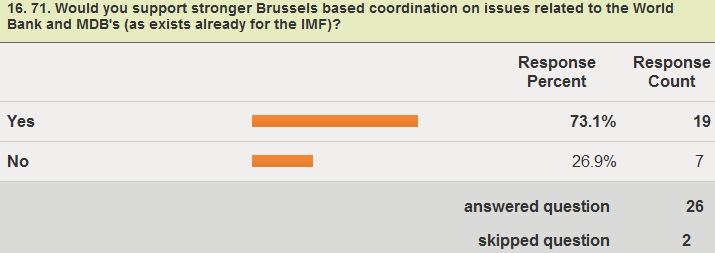 16. 71. Would you support stronger Brussels based coordination on issues related to the World
Bank and MDB's (as exists already for the IMF)?
Response Percent Response Count
Yes 73.1% 19
No 26.9% 7
answered question 26
skipped question 2